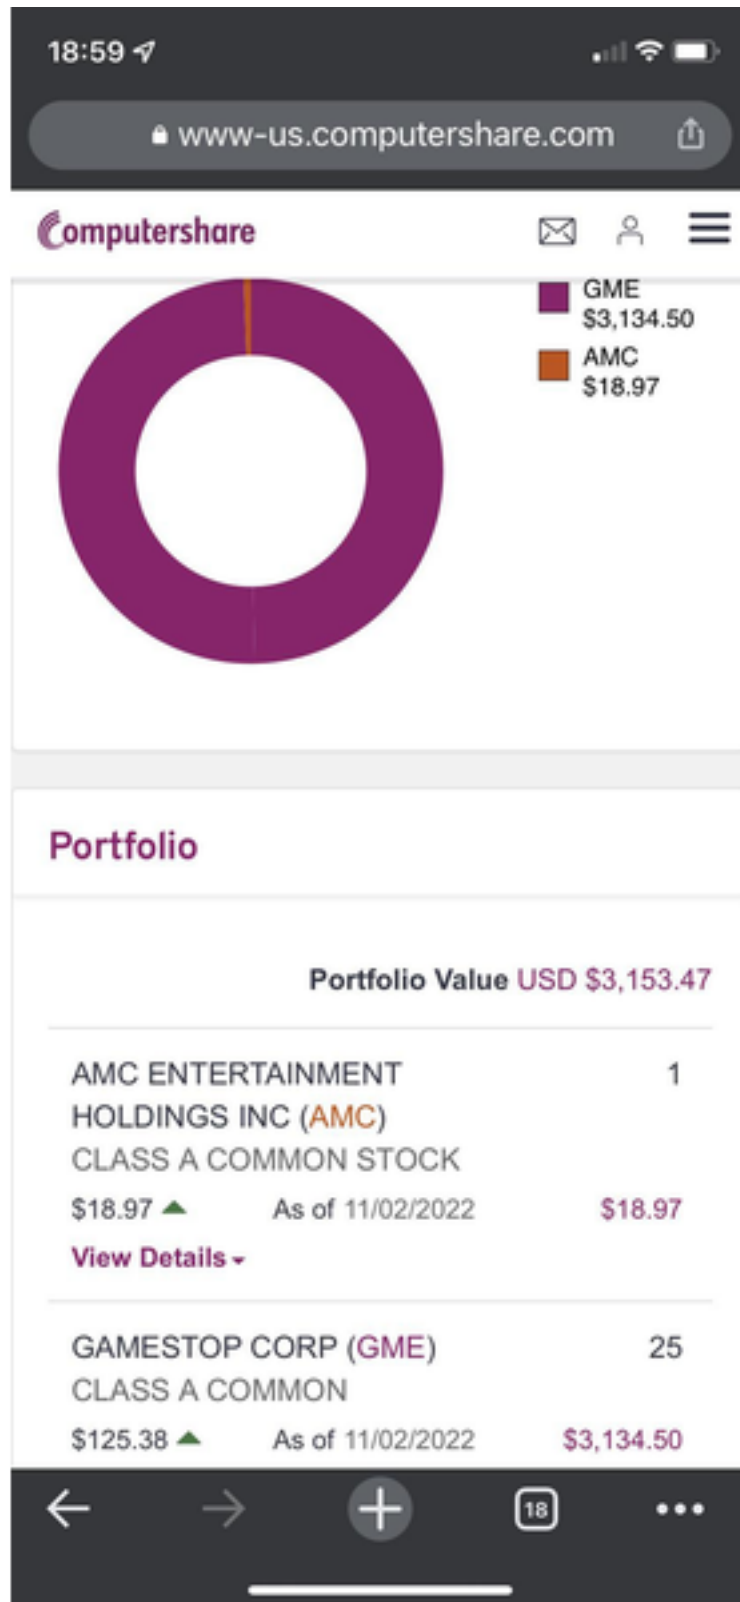 18:59
www-us.computershare.com
Computershare
GME
$3,134.50
AMC
$18.97
Portfolio
Portfolio Value USD $3,153.47
AMC ENTERTAINMENT 1
HOLDINGS INC (AMC)
CLASS A COMMON STOCK
$18.97 As of 11/02/2022 $18.97
View Details
GAMESTOP CORP (GME) 25
CLASS A COMMON
$125.38 As of 11/02/2022 $3,134.50
18